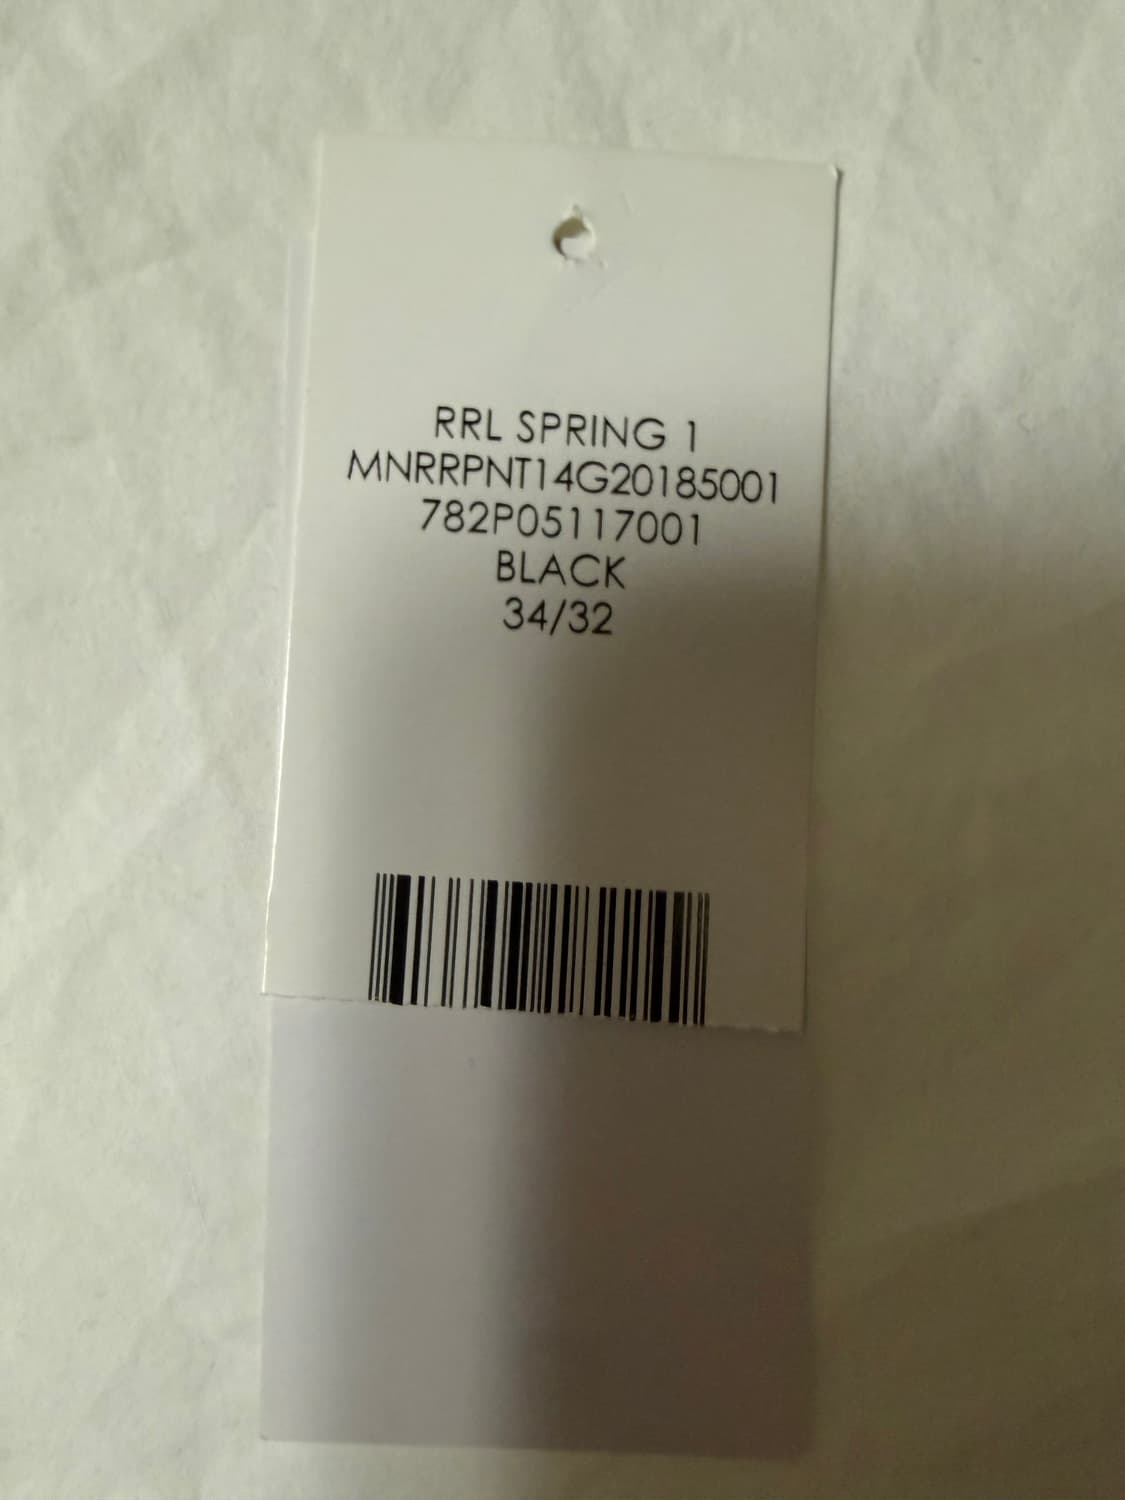 RRL SPRING 1
MNRRPNT14G20185001
782P05117001
BLACK
34/32